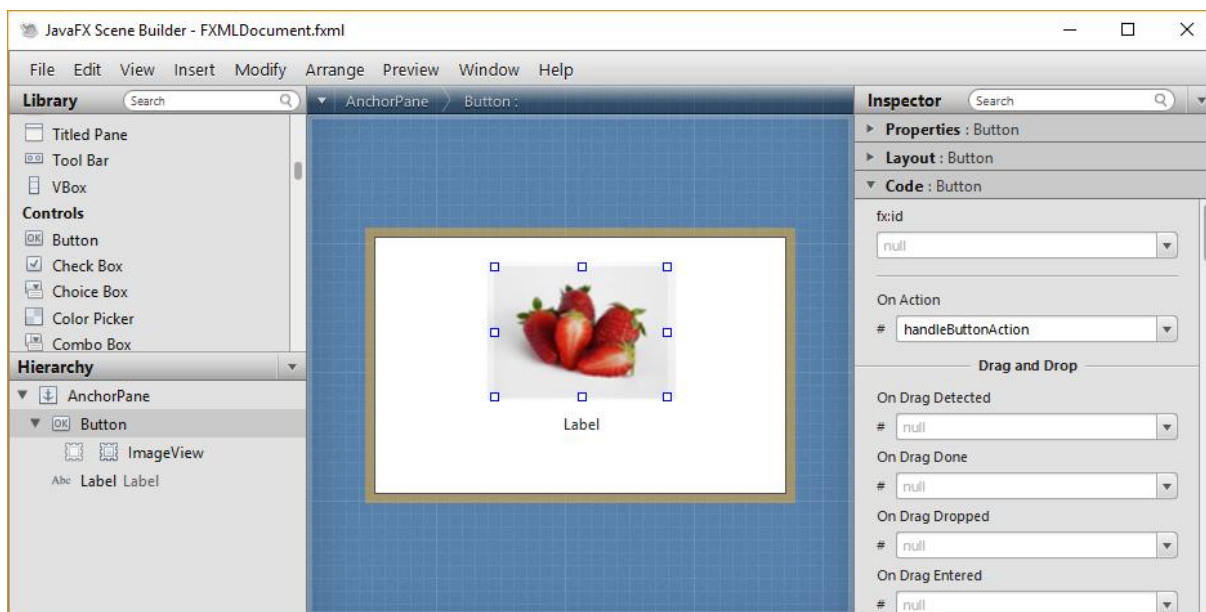 JavaFX Scene Builder - FXMLDocument.fxml
File Edit View Insert Modify Arrange Preview Window Help
Library Search
Titled Pane
Tool Bar
VBox
Controls
OK Button
Check Box
Choice Box
Color Picker
Combo Box
Hierarchy
AnchorPane
OK Button
ImageView
Abc Label Label
AnchorPane Button :
Label
Inspector Search
Properties : Button
Layout : Button
Code : Button
fx:id
null
On Action
# handleButtonAction
Drag and Drop
On Drag Detected
# null
On Drag Done
# null
On Drag Dropped
# null
On Drag Entered
# null